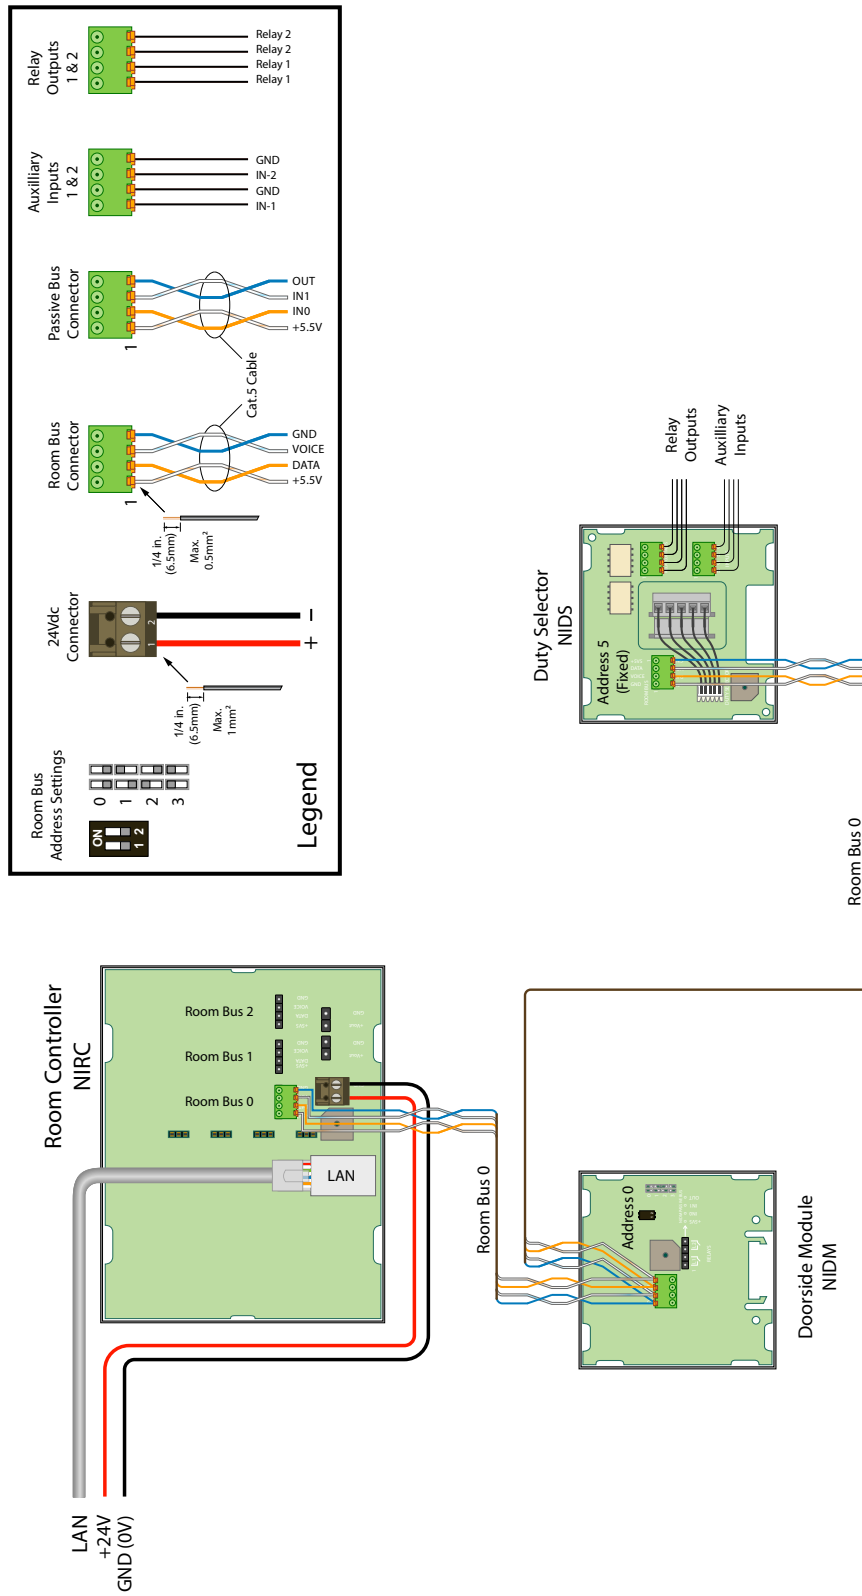 Relay
Outputs
1 & 2
Relay 2
Relay 2
Relay 1
Relay 1
Auxilliary
Inputs
1 & 2
GND
IN-2
GND
IN-1
Passive Bus
Connector
1
OUT
IN1
IN0
+5.5V
Cat.5 Cable
Room Bus
Connector
1
GND
VOICE
DATA
+5.5V
1/4 in.
(6.5mm)
Max.
0.5mm²
24Vdc
Connector
1
2
+
–
1/4 in.
(6.5mm)
Max.
1mm²
Room Bus
Address Settings
ON
1 2
0
1
2
3
Legend
Relay
Outputs
Auxilliary
Inputs
Duty Selector
NIDS
Address 5
(Fixed)
Room Bus 0
Room Controller
NIRC
Room Bus 2
Room Bus 1
Room Bus 0
LAN
Room Bus 0
Address 0
Doorside Module
NIDM
LAN
+24V
GND (0V)